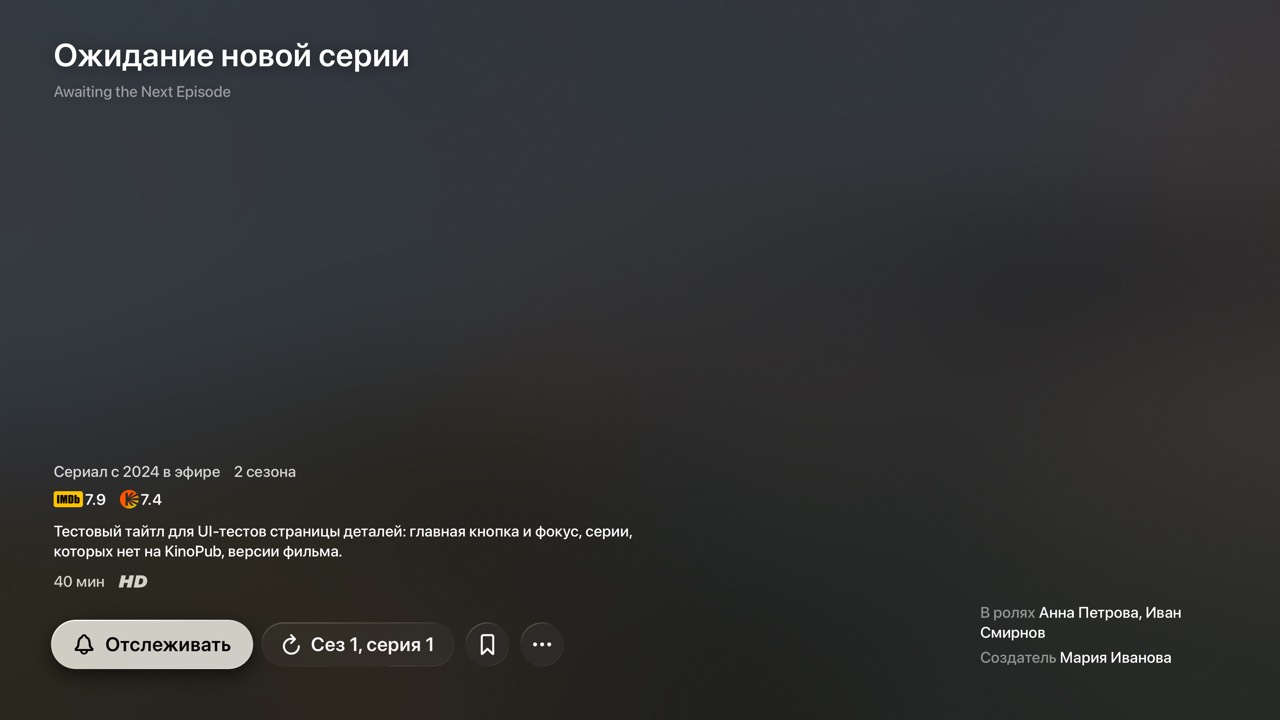 Ожидание новой серии
Awaiting the Next Episode
Сериал с 2024 в эфире 2 сезона
IMDb 7.9 7.4
Тестовый тайтл для UI-тестов страницы деталей: главная кнопка и фокус, серии,
которых нет на KinoPub, версии фильма.
40 мин HD
Отслеживать
Сез 1, серия 1
В ролях Анна Петрова, Иван
Смирнов
Создатель Мария Иванова